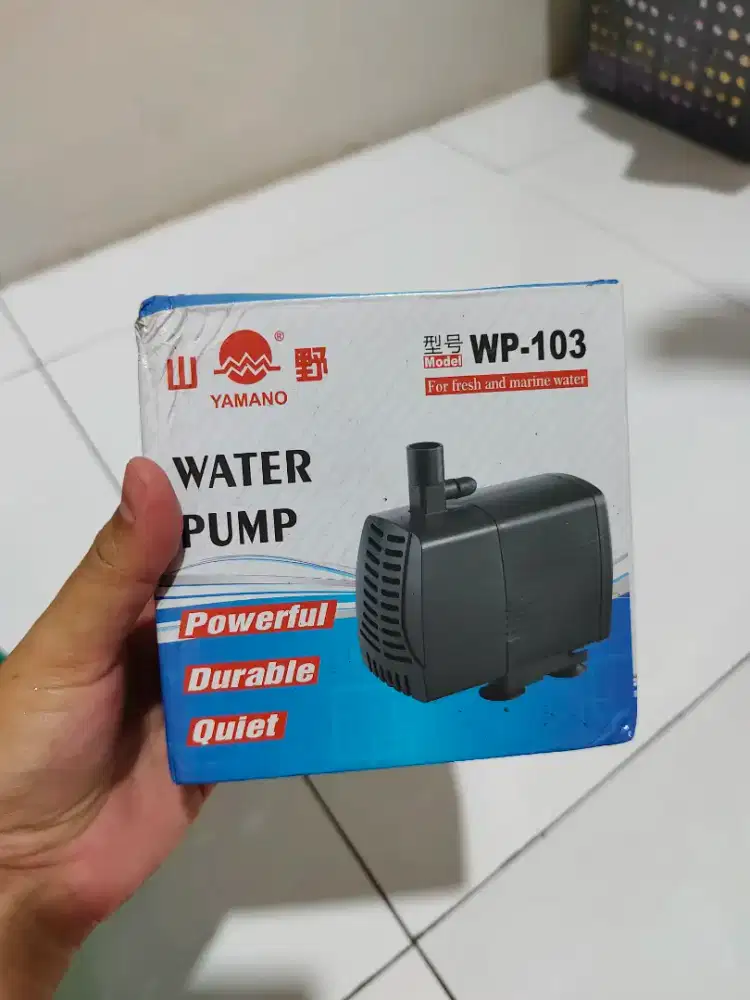 山 野 ®
YAMANO
型号
Model WP-103
For fresh and marine water
WATER
PUMP
Powerful
Durable
Quiet